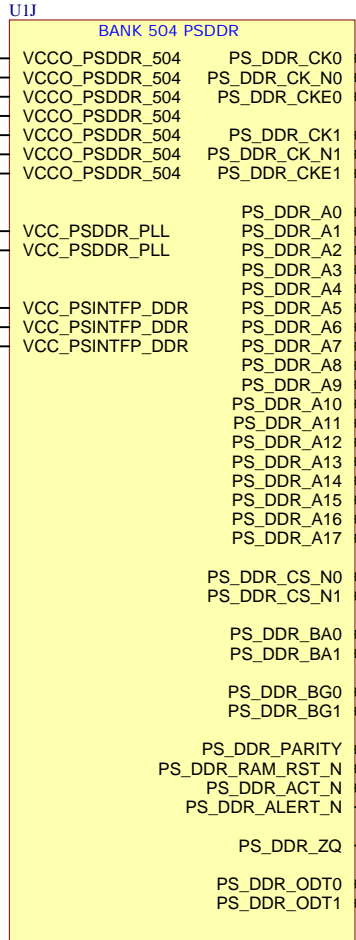 U1J
BANK 504 PSDDR
VCCO_PSDDR_504 PS_DDR_CK0
VCCO_PSDDR_504 PS_DDR_CK_N0
VCCO_PSDDR_504 PS_DDR_CKE0
VCCO_PSDDR_504
VCCO_PSDDR_504 PS_DDR_CK1
VCCO_PSDDR_504 PS_DDR_CK_N1
VCCO_PSDDR_504 PS_DDR_CKE1
PS_DDR_A0
VCC_PSDDR_PLL PS_DDR_A1
VCC_PSDDR_PLL PS_DDR_A2
PS_DDR_A3
PS_DDR_A4
VCC_PSINTFP_DDR PS_DDR_A5
VCC_PSINTFP_DDR PS_DDR_A6
VCC_PSINTFP_DDR PS_DDR_A7
PS_DDR_A8
PS_DDR_A9
PS_DDR_A10
PS_DDR_A11
PS_DDR_A12
PS_DDR_A13
PS_DDR_A14
PS_DDR_A15
PS_DDR_A16
PS_DDR_A17
PS_DDR_CS_N0
PS_DDR_CS_N1
PS_DDR_BA0
PS_DDR_BA1
PS_DDR_BG0
PS_DDR_BG1
PS_DDR_PARITY
PS_DDR_RAM_RST_N
PS_DDR_ACT_N
PS_DDR_ALERT_N
PS_DDR_ZQ
PS_DDR_ODT0
PS_DDR_ODT1